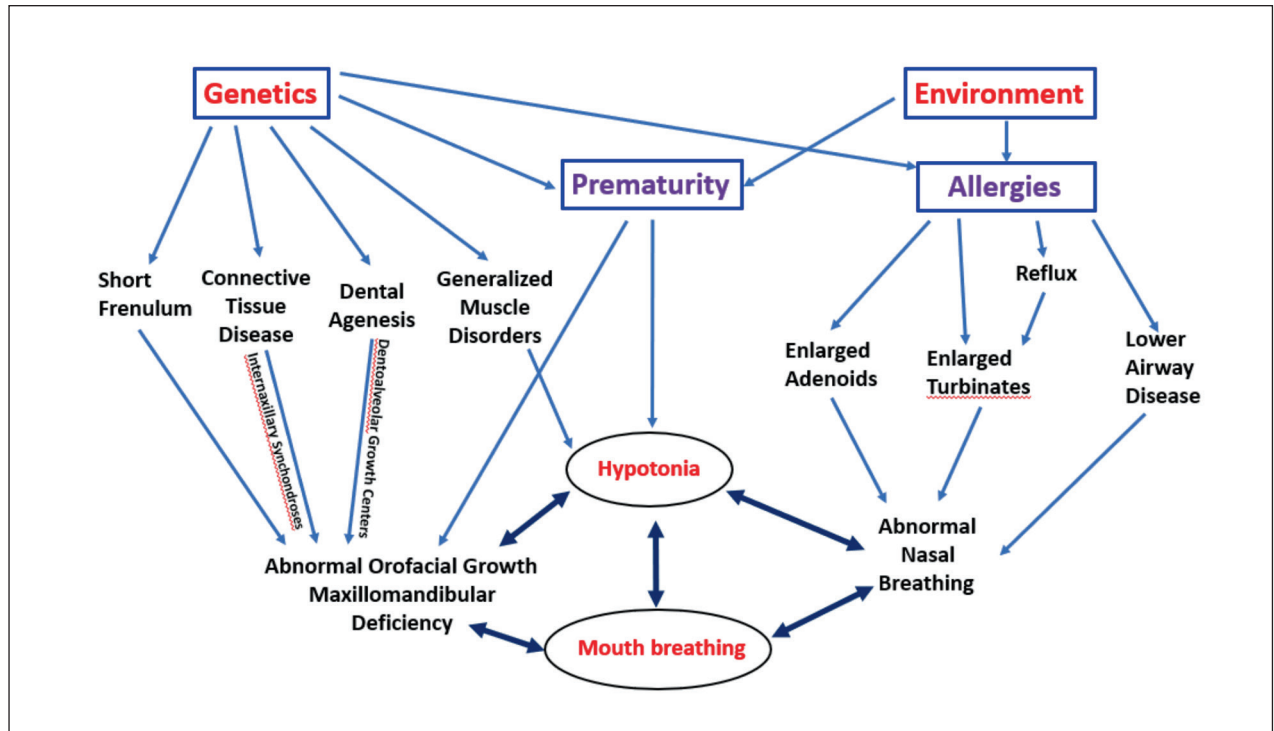 Genetics
Environment
Prematurity
Allergies
Short
Frenulum
Connective
Tissue
Disease
Dental
Agenesis
Generalized
Muscle
Disorders
Reflux
Enlarged
Adenoids
Enlarged
Turbinates
Lower
Airway
Disease
Internaxillary Synchondroses
Dentoalveolar Growth Centers
Hypotonia
Abnormal Orofacial Growth
Maxillomandibular
Deficiency
Abnormal
Nasal
Breathing
Mouth breathing